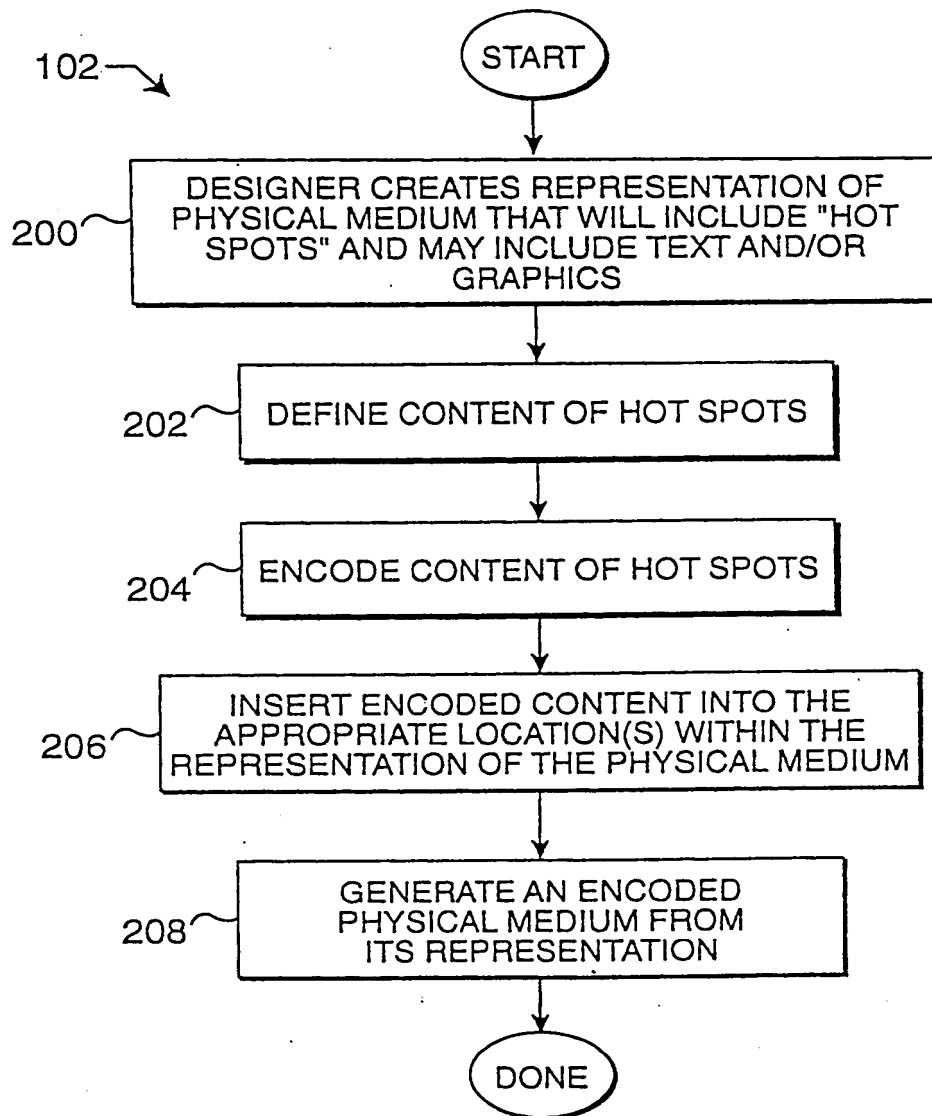 102
START
200
DESIGNER CREATES REPRESENTATION OF
PHYSICAL MEDIUM THAT WILL INCLUDE "HOT
SPOTS" AND MAY INCLUDE TEXT AND/OR
GRAPHICS
202
DEFINE CONTENT OF HOT SPOTS
204
ENCODE CONTENT OF HOT SPOTS
206
INSERT ENCODED CONTENT INTO THE
APPROPRIATE LOCATION(S) WITHIN THE
REPRESENTATION OF THE PHYSICAL MEDIUM
208
GENERATE AN ENCODED
PHYSICAL MEDIUM FROM
ITS REPRESENTATION
DONE